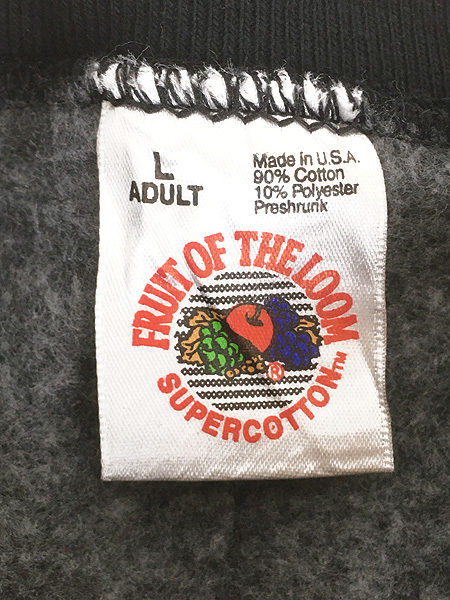 L
ADULT
Made in U.S.A.
90% Cotton
10% Polyester
Preshrunk
FRUIT OF THE LOOM
®
SUPERCOTTON™